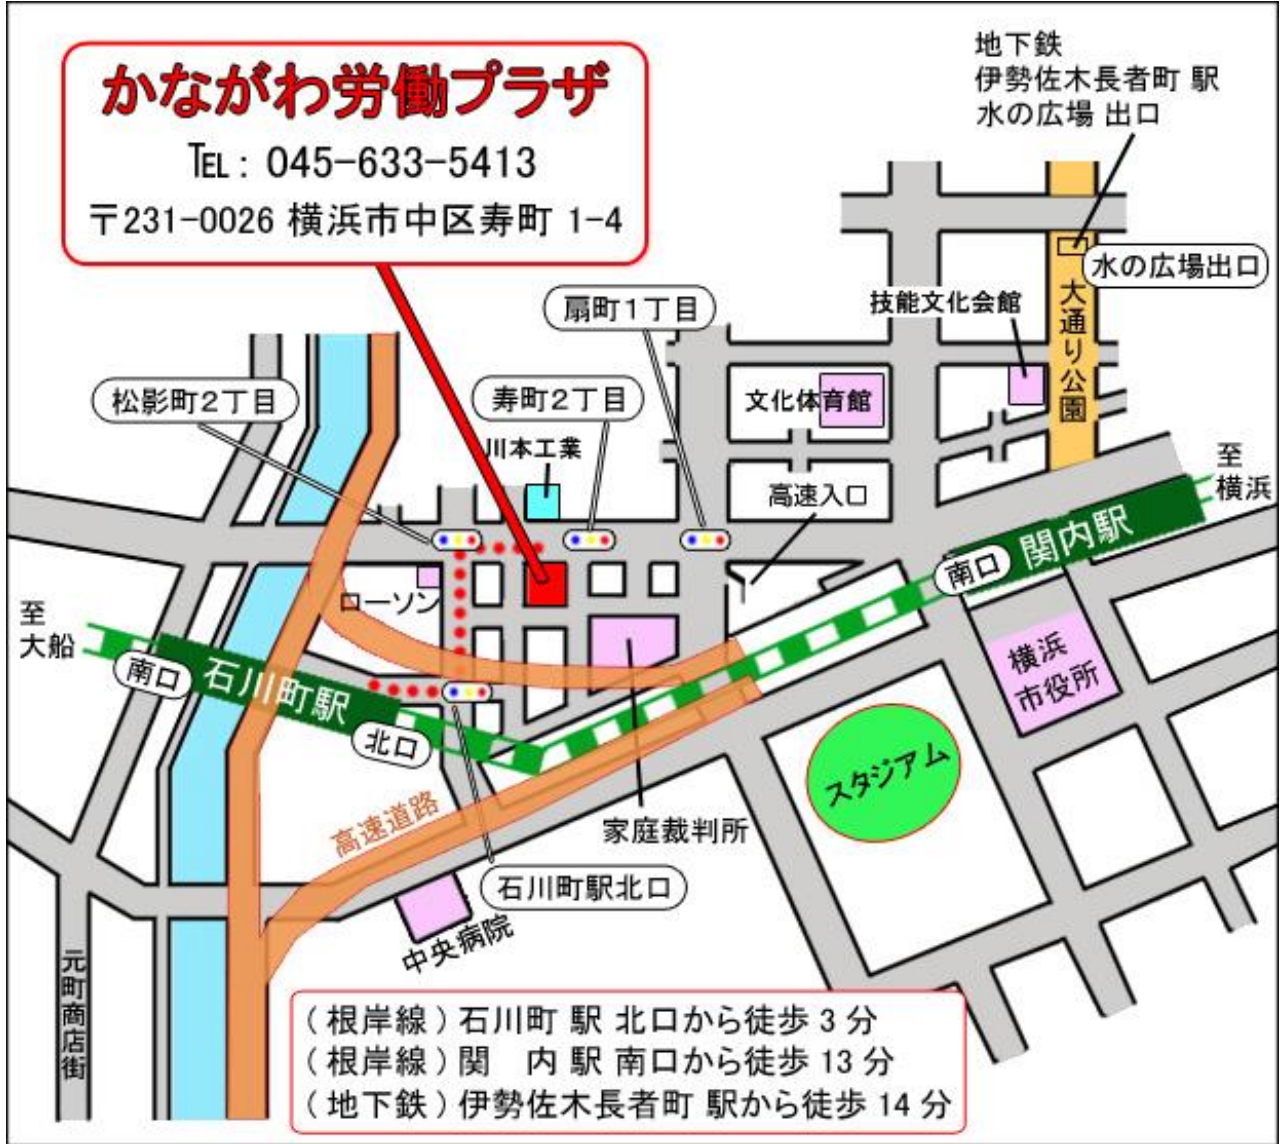 かながわ労働プラザ
TEL: 045-633-5413
〒231-0026 横浜市中区寿町 1-4
地下鉄
伊勢佐木長者町 駅
水の広場 出口
水の広場出口
大通り公園
技能文化会館
扇町1丁目
文化体育館
松影町2丁目
寿町2丁目
川本工業
高速入口
至
横浜
関内駅
南口
ローソン
至
大船
南口
石川町駅
北口
横浜
市役所
スタジアム
高速道路
家庭裁判所
石川町駅北口
中央病院
元町商店街
(根岸線) 石川町 駅 北口から徒歩 3 分
(根岸線) 関 内 駅 南口から徒歩 13 分
(地下鉄) 伊勢佐木長者町 駅から徒歩 14 分